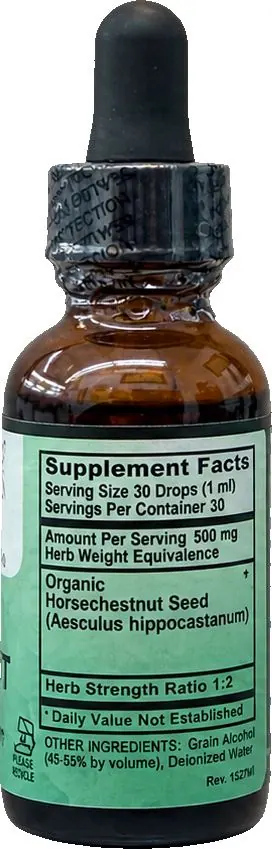 Supplement Facts
Serving Size 30 Drops (1 ml)
Servings Per Container 30
Amount Per Serving 500 mg
Herb Weight Equivalence
Organic †
Horsechestnut Seed
(Aesculus hippocastanum)
Herb Strength Ratio 1:2
* Daily Value Not Established
OTHER INGREDIENTS: Grain Alcohol
(45-55% by volume), Deionized Water
PLEASE
RECYCLE